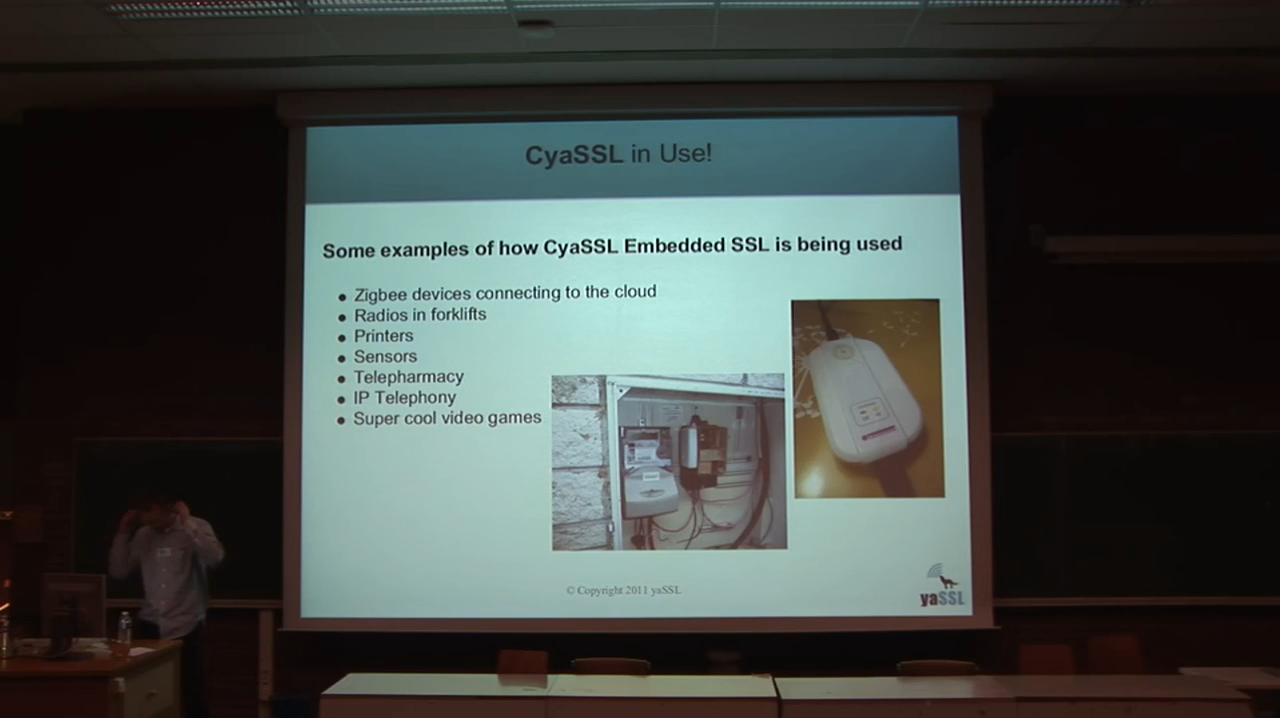 CyaSSL in Use!
Some examples of how CyaSSL Embedded SSL is being used
● Zigbee devices connecting to the cloud
● Radios in forklifts
● Printers
● Sensors
● Telepharmacy
● IP Telephony
● Super cool video games
© Copyright 2011 yaSSL
yaSSL